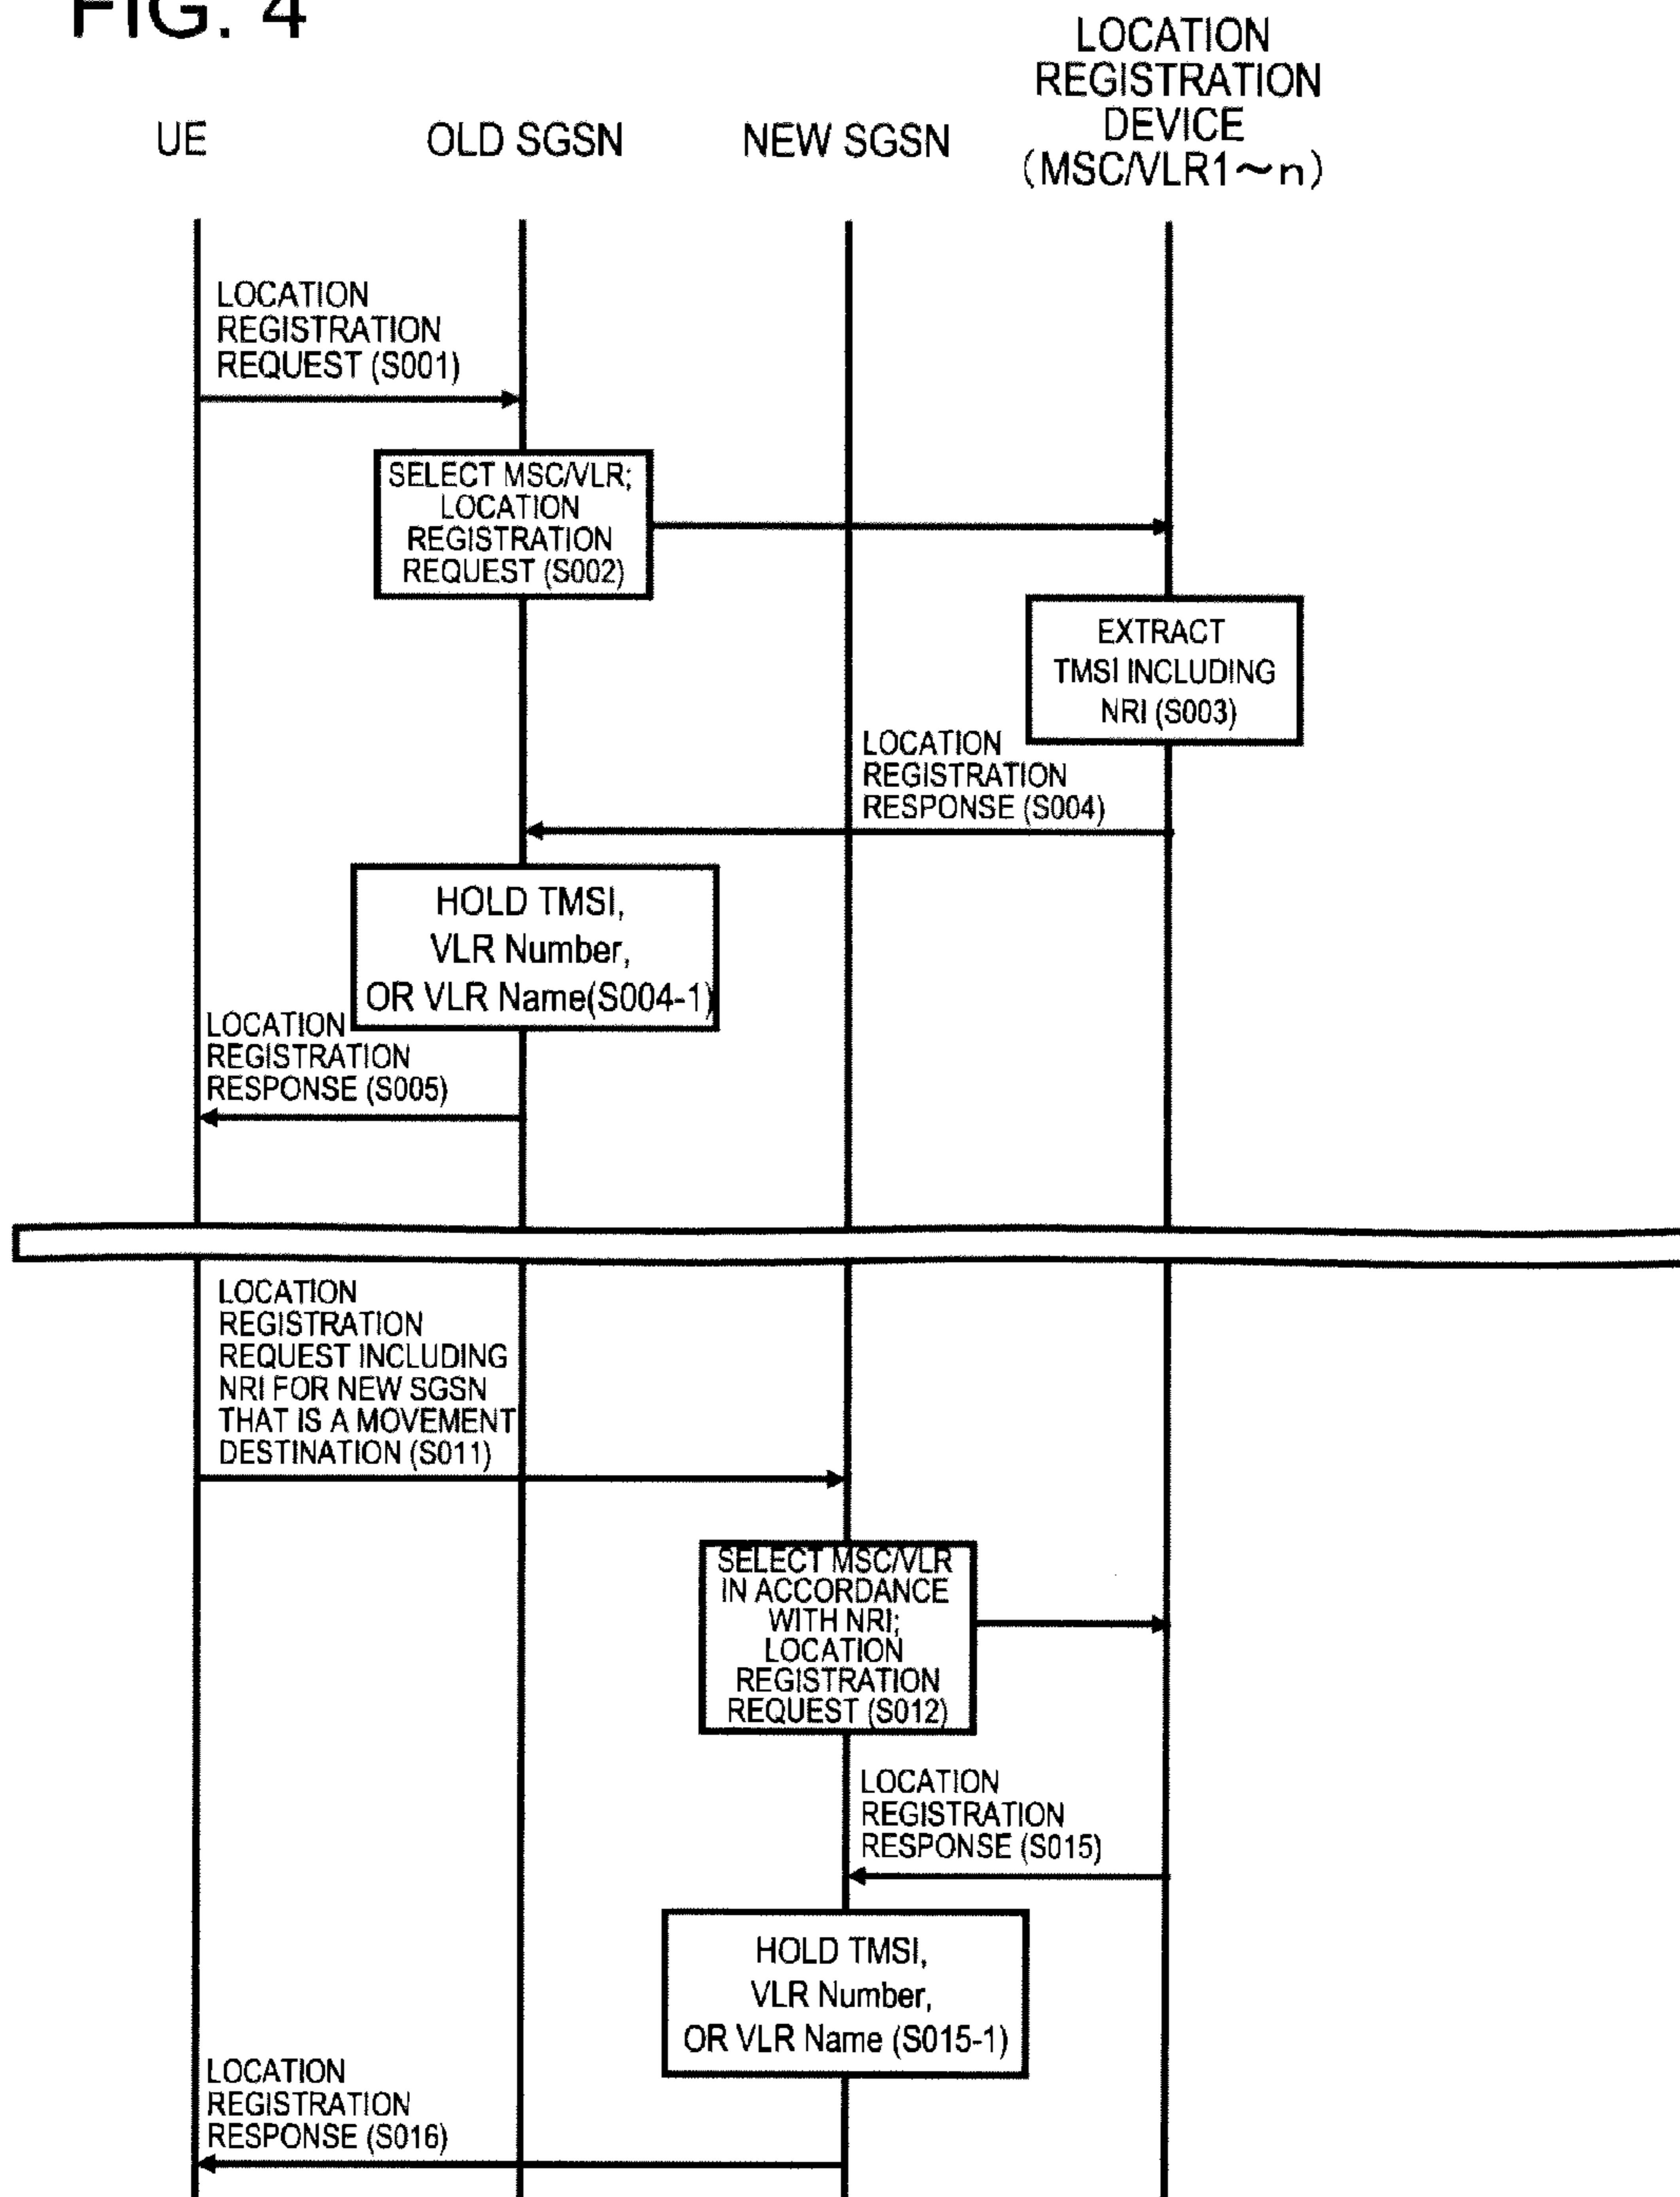 FIG. 4
UE
OLD SGSN
NEW SGSN
LOCATION
REGISTRATION
DEVICE
(MSC/VLR1～n)
LOCATION
REGISTRATION
REQUEST (S001)
SELECT MSC/VLR;
LOCATION
REGISTRATION
REQUEST (S002)
EXTRACT
TMSI INCLUDING
NRI (S003)
LOCATION
REGISTRATION
RESPONSE (S004)
HOLD TMSI,
VLR Number,
OR VLR Name(S004-1)
LOCATION
REGISTRATION
RESPONSE (S005)
LOCATION
REGISTRATION
REQUEST INCLUDING
NRI FOR NEW SGSN
THAT IS A MOVEMENT
DESTINATION (S011)
SELECT MSC/VLR
IN ACCORDANCE
WITH NRI;
LOCATION
REGISTRATION
REQUEST (S012)
LOCATION
REGISTRATION
RESPONSE (S015)
HOLD TMSI,
VLR Number,
OR VLR Name (S015-1)
LOCATION
REGISTRATION
RESPONSE (S016)